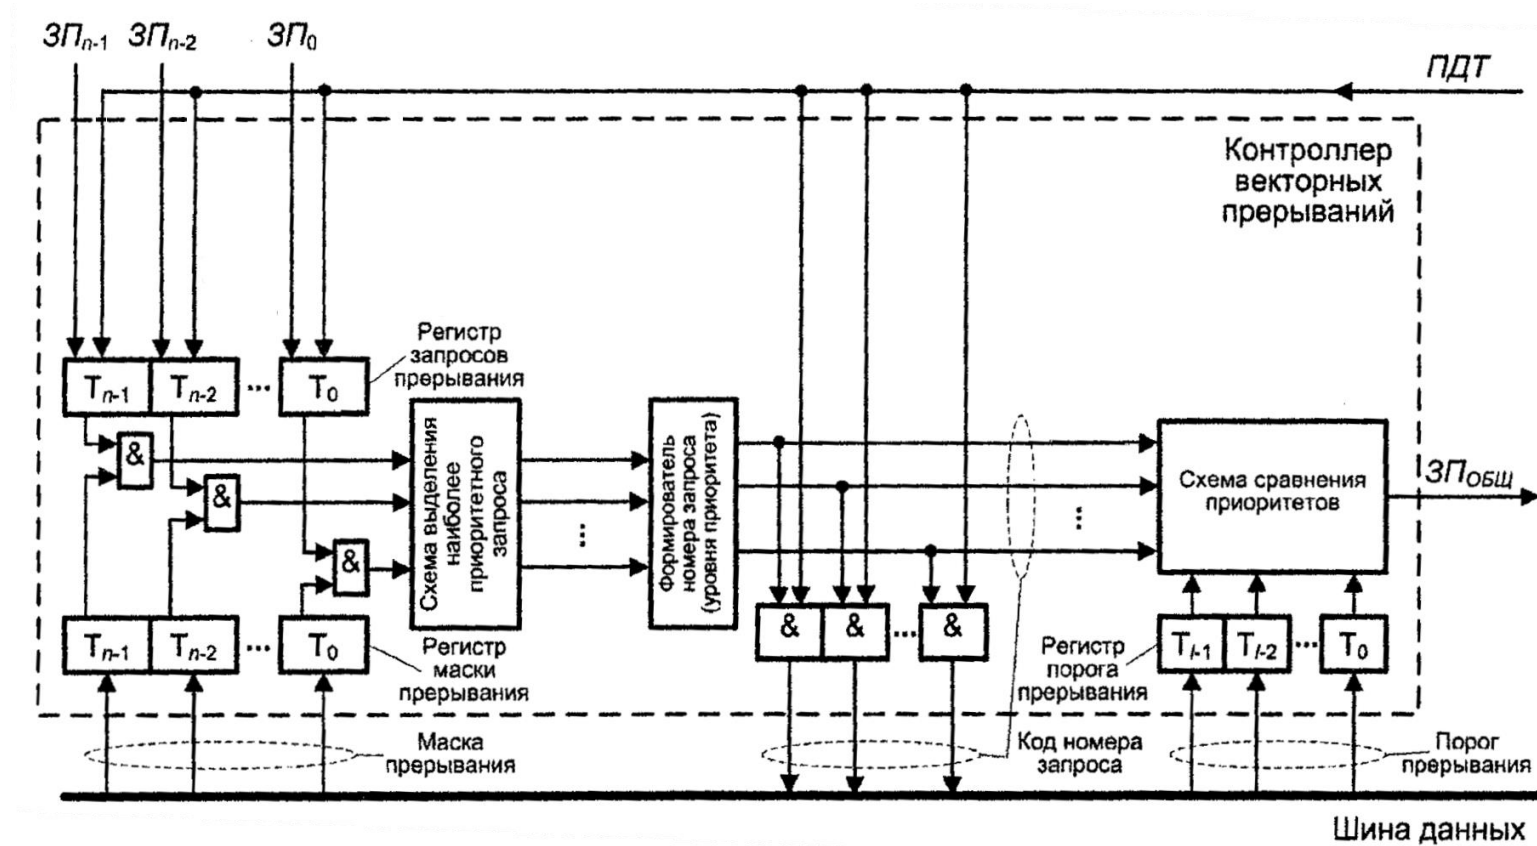 ЗПn-1 ЗПn-2 ЗП0
ПДТ
Контроллер
векторных
прерываний
Регистр
запросов
прерывания
Tn-1 Tn-2 ... T0
&
&
&
Схема выделения
наиболее
приоритетного
запроса
...
Формирователь
номера запроса
(уровня приоритета)
...
Схема сравнения
приоритетов
ЗПОБЩ
& & ... &
Tn-1 Tn-2 ... T0
Регистр
маски
прерывания
Регистр
порога
прерывания
Tl-1 Tl-2 ... T0
Маска
прерывания
Код номера
запроса
Порог
прерывания
Шина данных